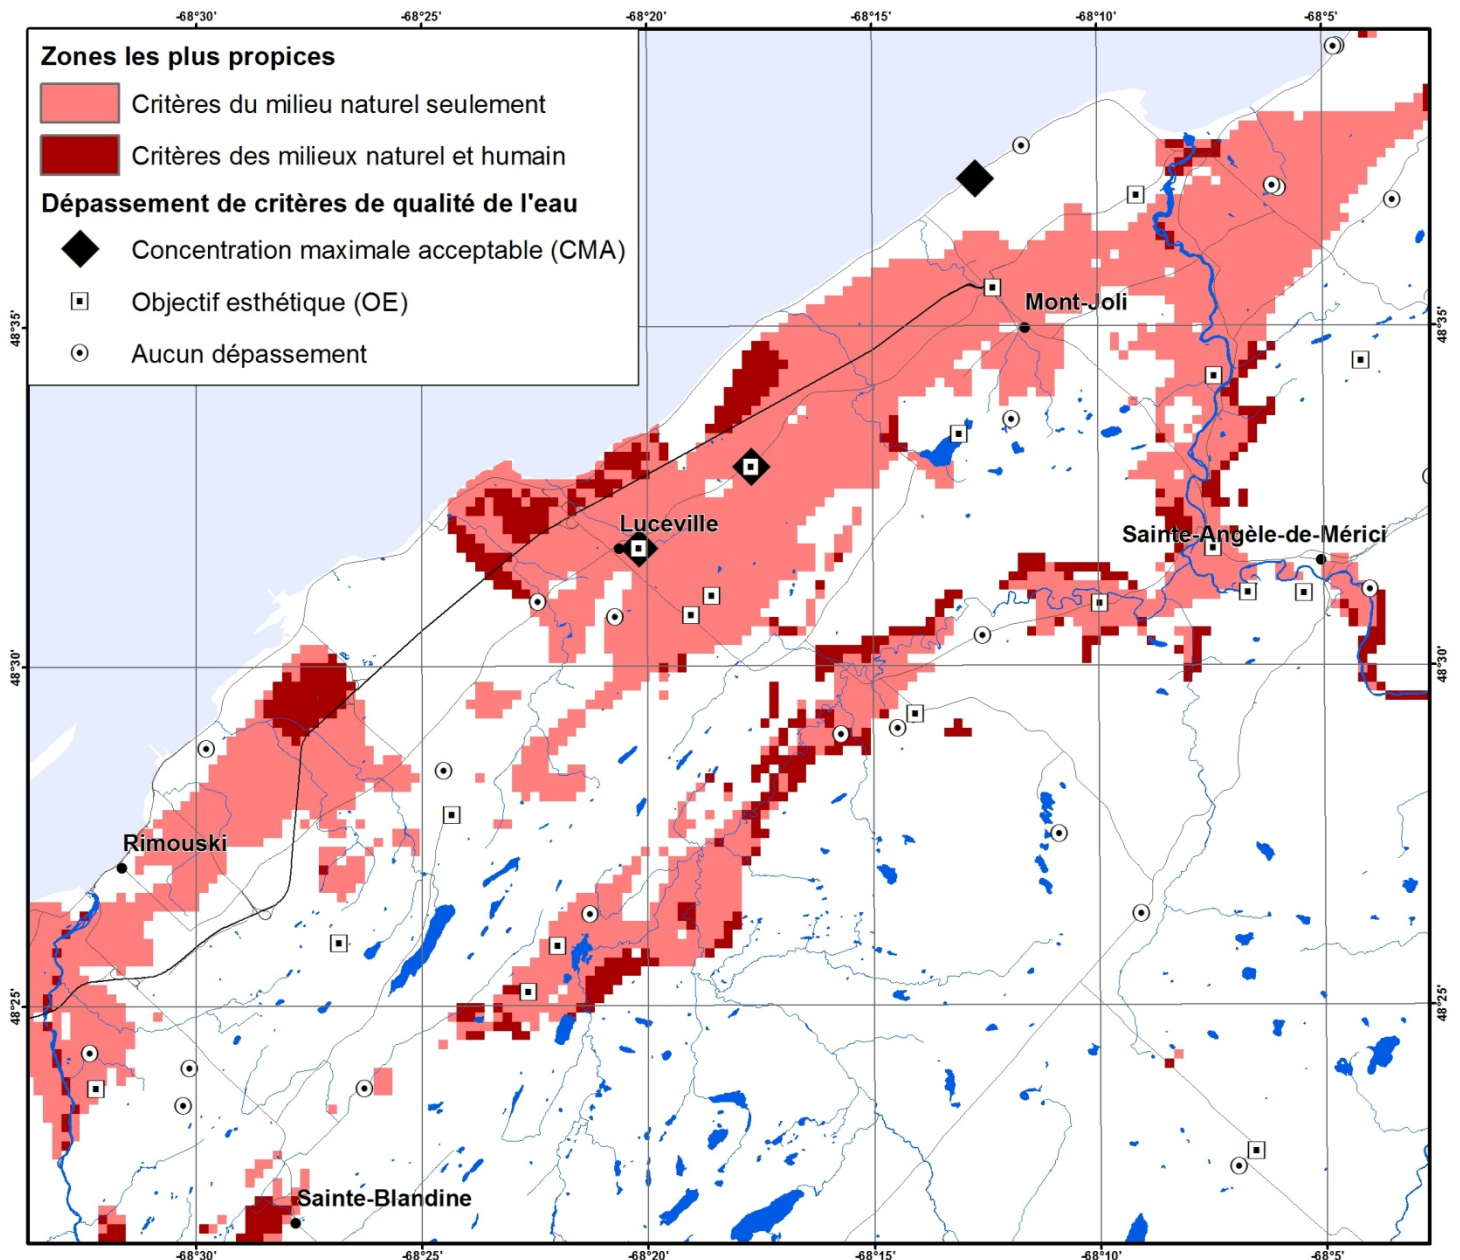 -68°30' -68°25' -68°20' -68°15' -68°10' -68°5'
Zones les plus propices
Critères du milieu naturel seulement
Critères des milieux naturel et humain
Dépassement de critères de qualité de l'eau
Concentration maximale acceptable (CMA)
Objectif esthétique (OE)
Aucun dépassement
Mont-Joli
48°35' 48°35'
Luceville
Sainte-Angèle-de-Mérici
48°30' 48°30'
Rimouski
48°25' 48°25'
Sainte-Blandine
-68°30' -68°25' -68°20' -68°15' -68°10' -68°5'